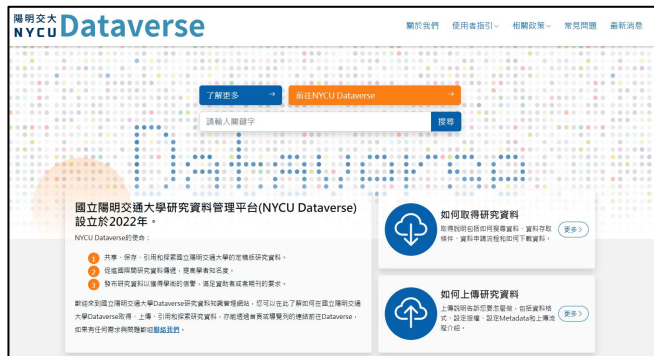 陽明交大
NYCU Dataverse
關於我們 使用者指引 相關政策 常見問題 最新消息
了解更多 →
前往NYCU Dataverse →
請輸入關鍵字 搜尋
Dataverse
國立陽明交通大學研究資料管理平台(NYCU Dataverse)
設立於2022年。
NYCU Dataverse的使命：
1 共享、保存、引用和探索國立陽明交通大學的定稿版研究資料。
2 促進國際間研究資料傳遞，提高學者知名度。
3 發布研究資料以獲得學術的信譽，滿足資助者或者期刊的要求。
歡迎來到國立陽明交通大學Dataverse研究資料知識管理網站，您可以在此了解如何在國立陽明交通
大學Dataverse取得、上傳、引用和探索研究資料，亦能透過首頁或導覽列的連結前往Dataverse，
如果有任何需求與問題歡迎聯絡我們。
如何取得研究資料
取得說明包括如何搜尋資料、資料存取
條件、資料申請流程和如何下載資料。
更多 >
如何上傳研究資料
上傳說明告訴您要怎麼做，包括資料格
式、設定授權、設定Metadata和上傳流
程介紹。
更多 >